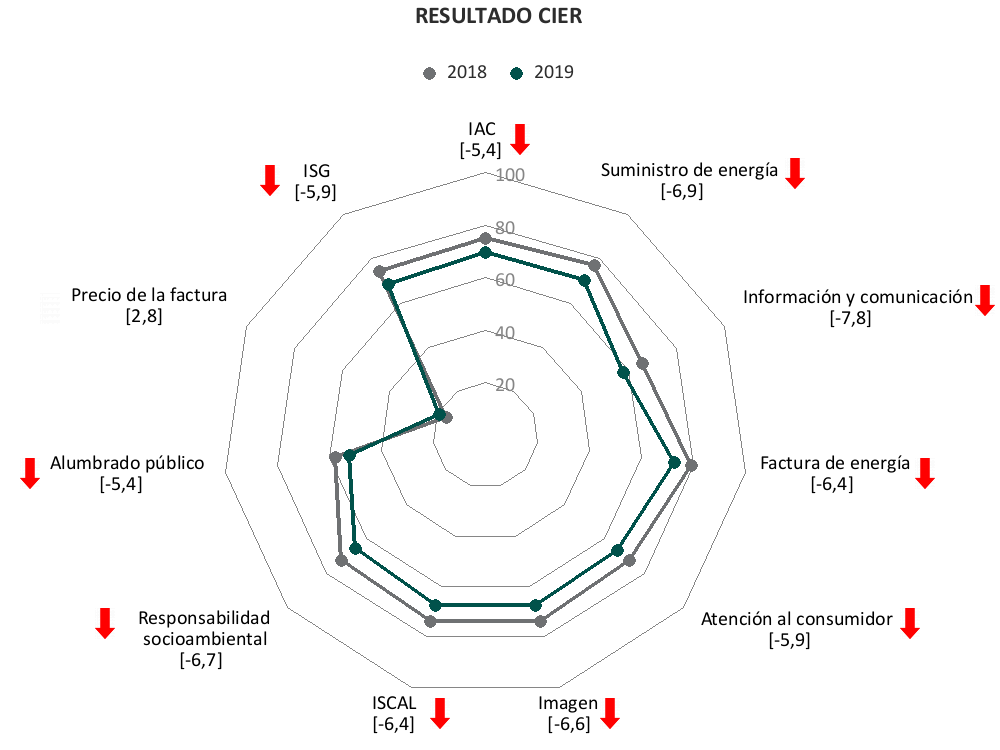 RESULTADO CIER
2018
2019
IAC
[-5,4]
Suministro de energía
[-6,9]
Información y comunicación
[-7,8]
Factura de energía
[-6,4]
Atención al consumidor
[-5,9]
Imagen
[-6,6]
ISCAL
[-6,4]
Responsabilidad
socioambiental
[-6,7]
Alumbrado público
[-5,4]
Precio de la factura
[2,8]
ISG
[-5,9]
100
80
60
40
20